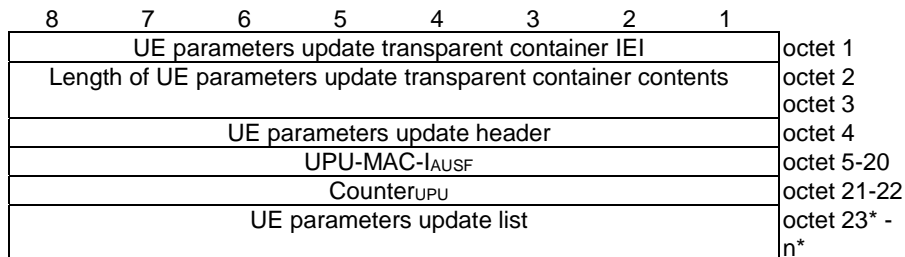 8 7 6 5 4 3 2 1
UE parameters update transparent container IEI octet 1
Length of UE parameters update transparent container contents octet 2
octet 3
UE parameters update header octet 4
UPU-MAC-IAUSF octet 5-20
CounterUPU octet 21-22
UE parameters update list octet 23* -
n*